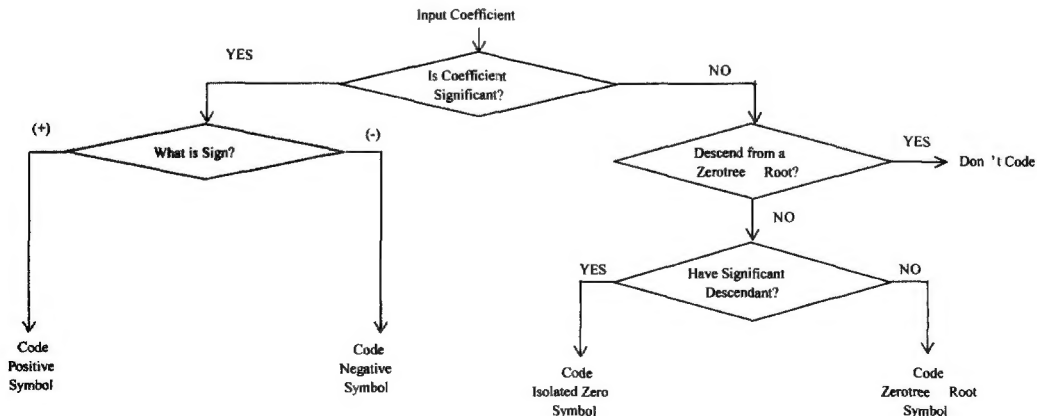 Input Coefficient
YES
Is Coefficient
Significant?
NO
(+)
What is Sign?
(-)
Descend from a
Zerotree Root?
YES
Don 't Code
NO
YES
Have Significant
Descendant?
NO
Code
Positive
Symbol
Code
Negative
Symbol
Code
Isolated Zero
Symbol
Code
Zerotree Root
Symbol